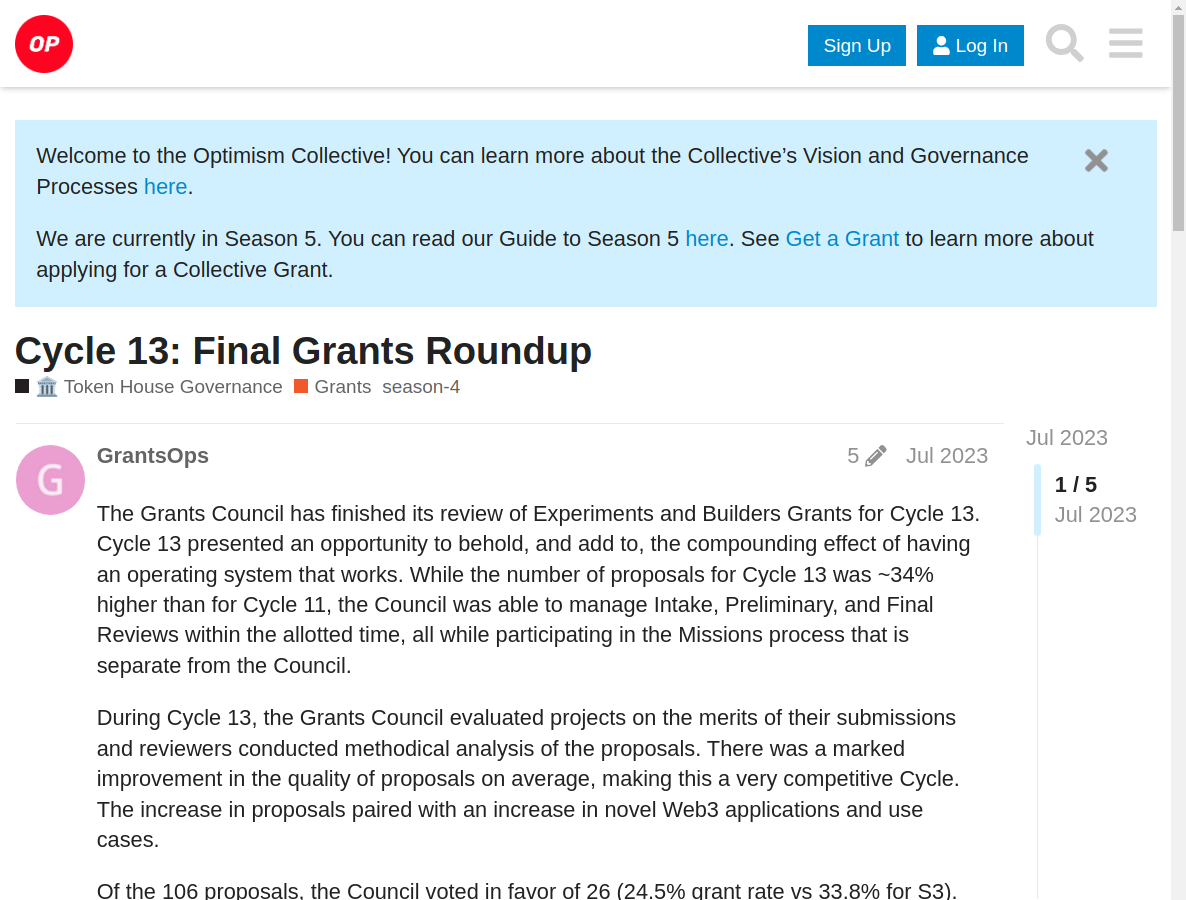 OP
Sign Up
Log In
Welcome to the Optimism Collective! You can learn more about the Collective’s Vision and Governance
Processes here.
We are currently in Season 5. You can read our Guide to Season 5 here. See Get a Grant to learn more about
applying for a Collective Grant.
Cycle 13: Final Grants Roundup
Token House Governance Grants season-4
G
GrantsOps
5
Jul 2023
The Grants Council has finished its review of Experiments and Builders Grants for Cycle 13.
Cycle 13 presented an opportunity to behold, and add to, the compounding effect of having
an operating system that works. While the number of proposals for Cycle 13 was ~34%
higher than for Cycle 11, the Council was able to manage Intake, Preliminary, and Final
Reviews within the allotted time, all while participating in the Missions process that is
separate from the Council.
During Cycle 13, the Grants Council evaluated projects on the merits of their submissions
and reviewers conducted methodical analysis of the proposals. There was a marked
improvement in the quality of proposals on average, making this a very competitive Cycle.
The increase in proposals paired with an increase in novel Web3 applications and use
cases.
Of the 106 proposals, the Council voted in favor of 26 (24.5% grant rate vs 33.8% for S3).
Jul 2023
1 / 5
Jul 2023